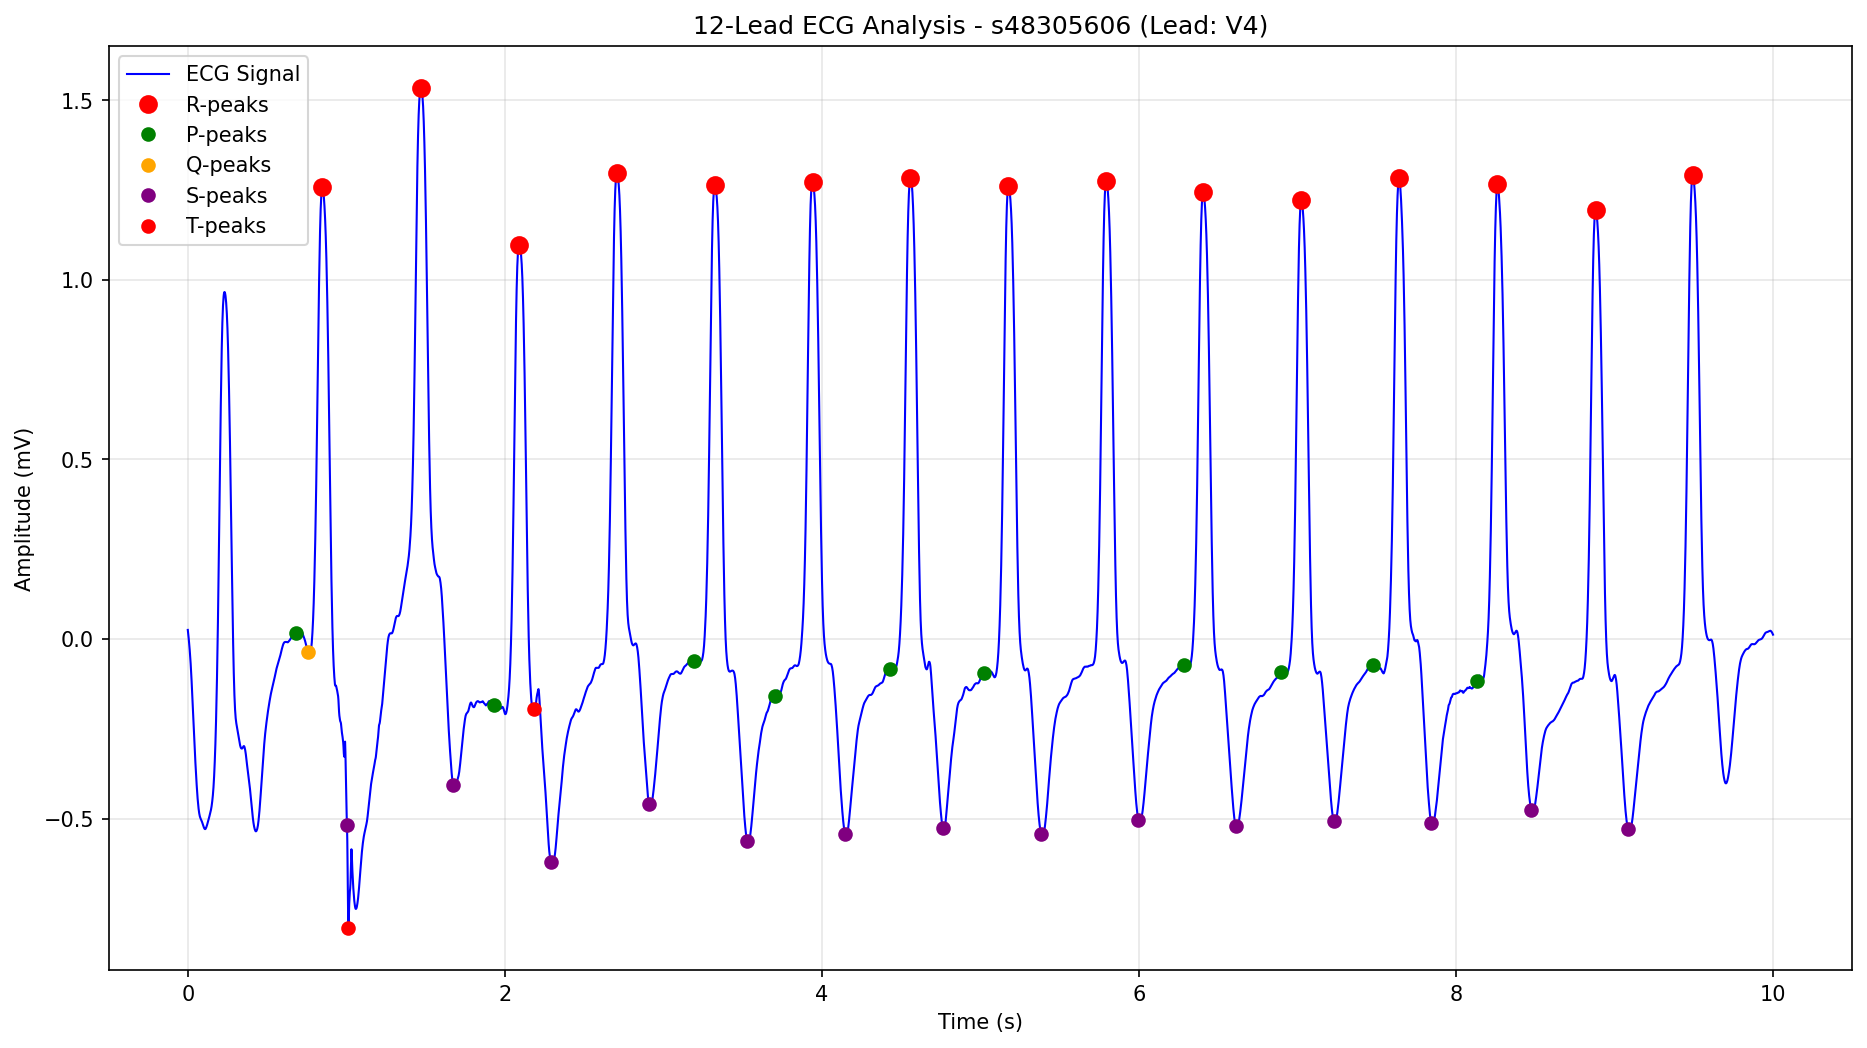 12-Lead ECG Analysis - s48305606 (Lead: V4)
ECG Signal
R-peaks
P-peaks
Q-peaks
S-peaks
T-peaks
Amplitude (mV)
1.5
1.0
0.5
0.0
−0.5
0
2
4
6
8
10
Time (s)